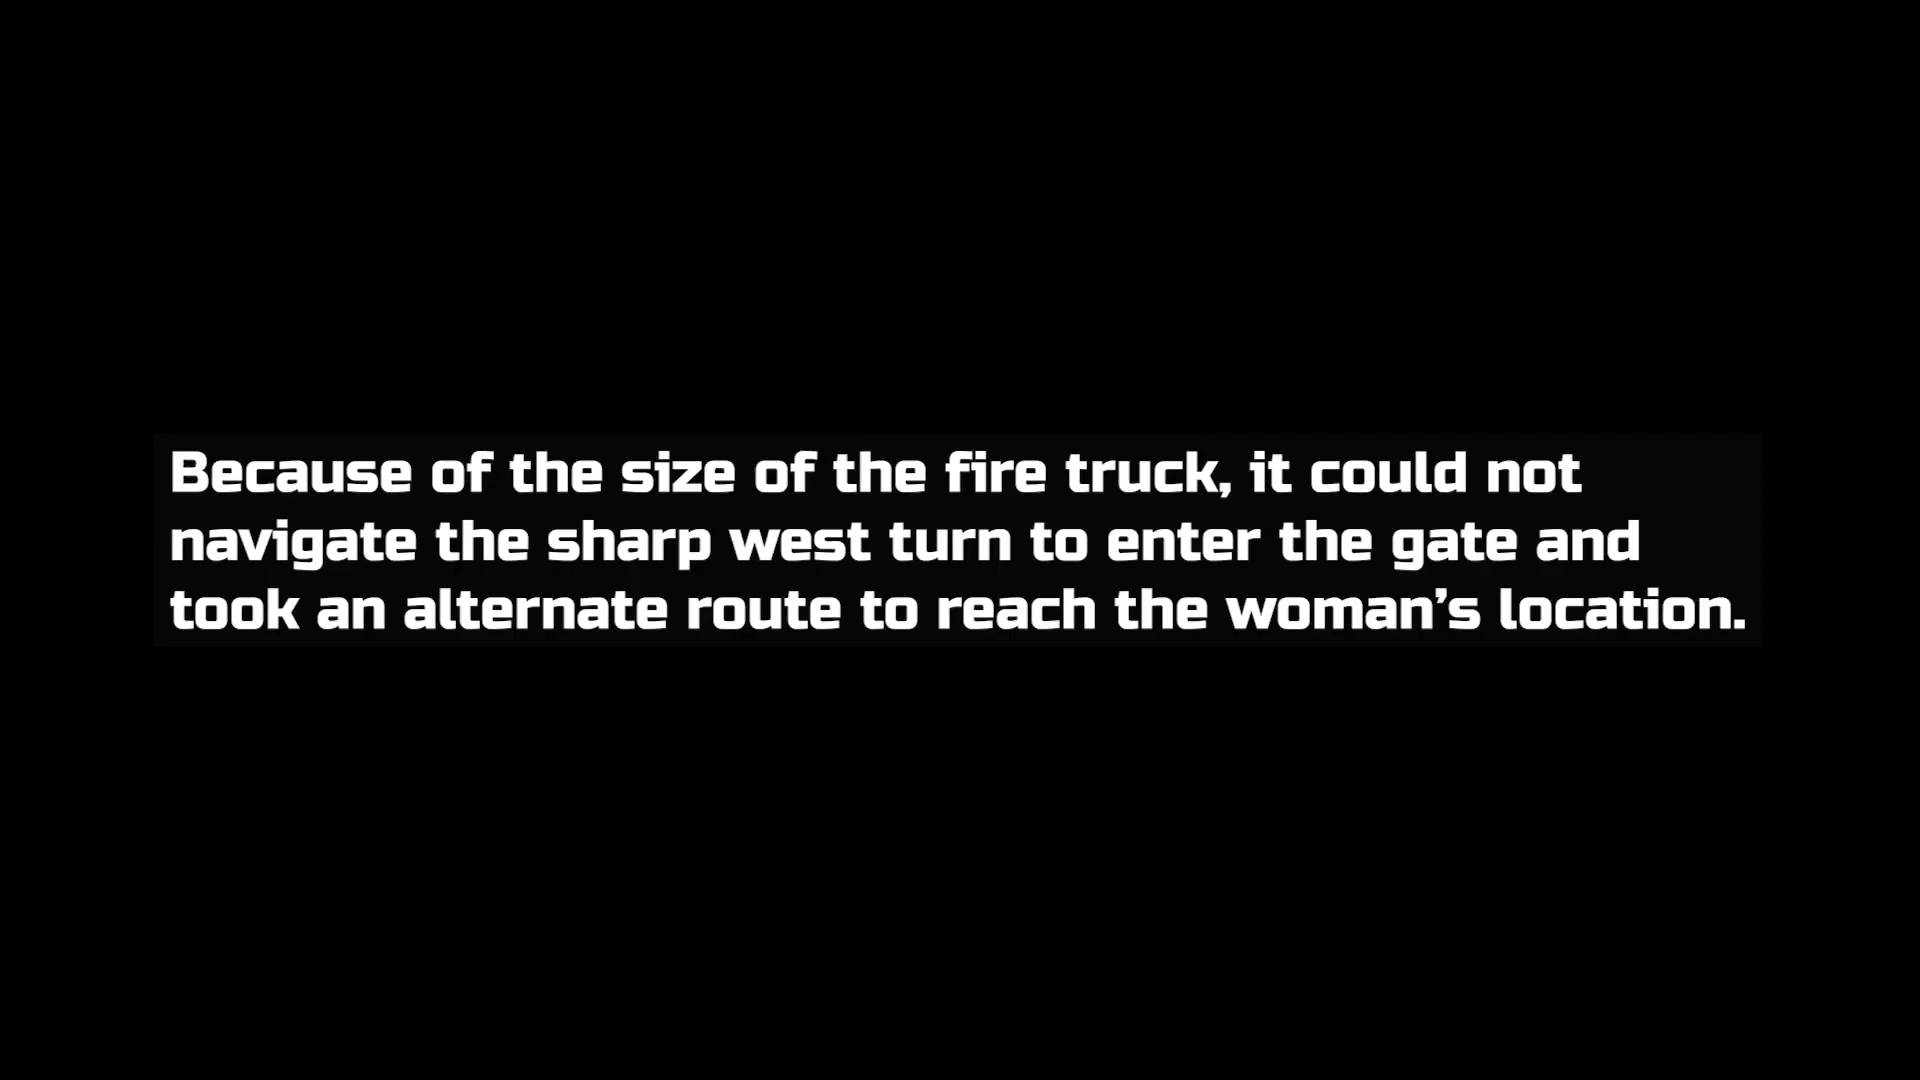 Because of the size of the fire truck, it could not
navigate the sharp west turn to enter the gate and
took an alternate route to reach the woman’s location.